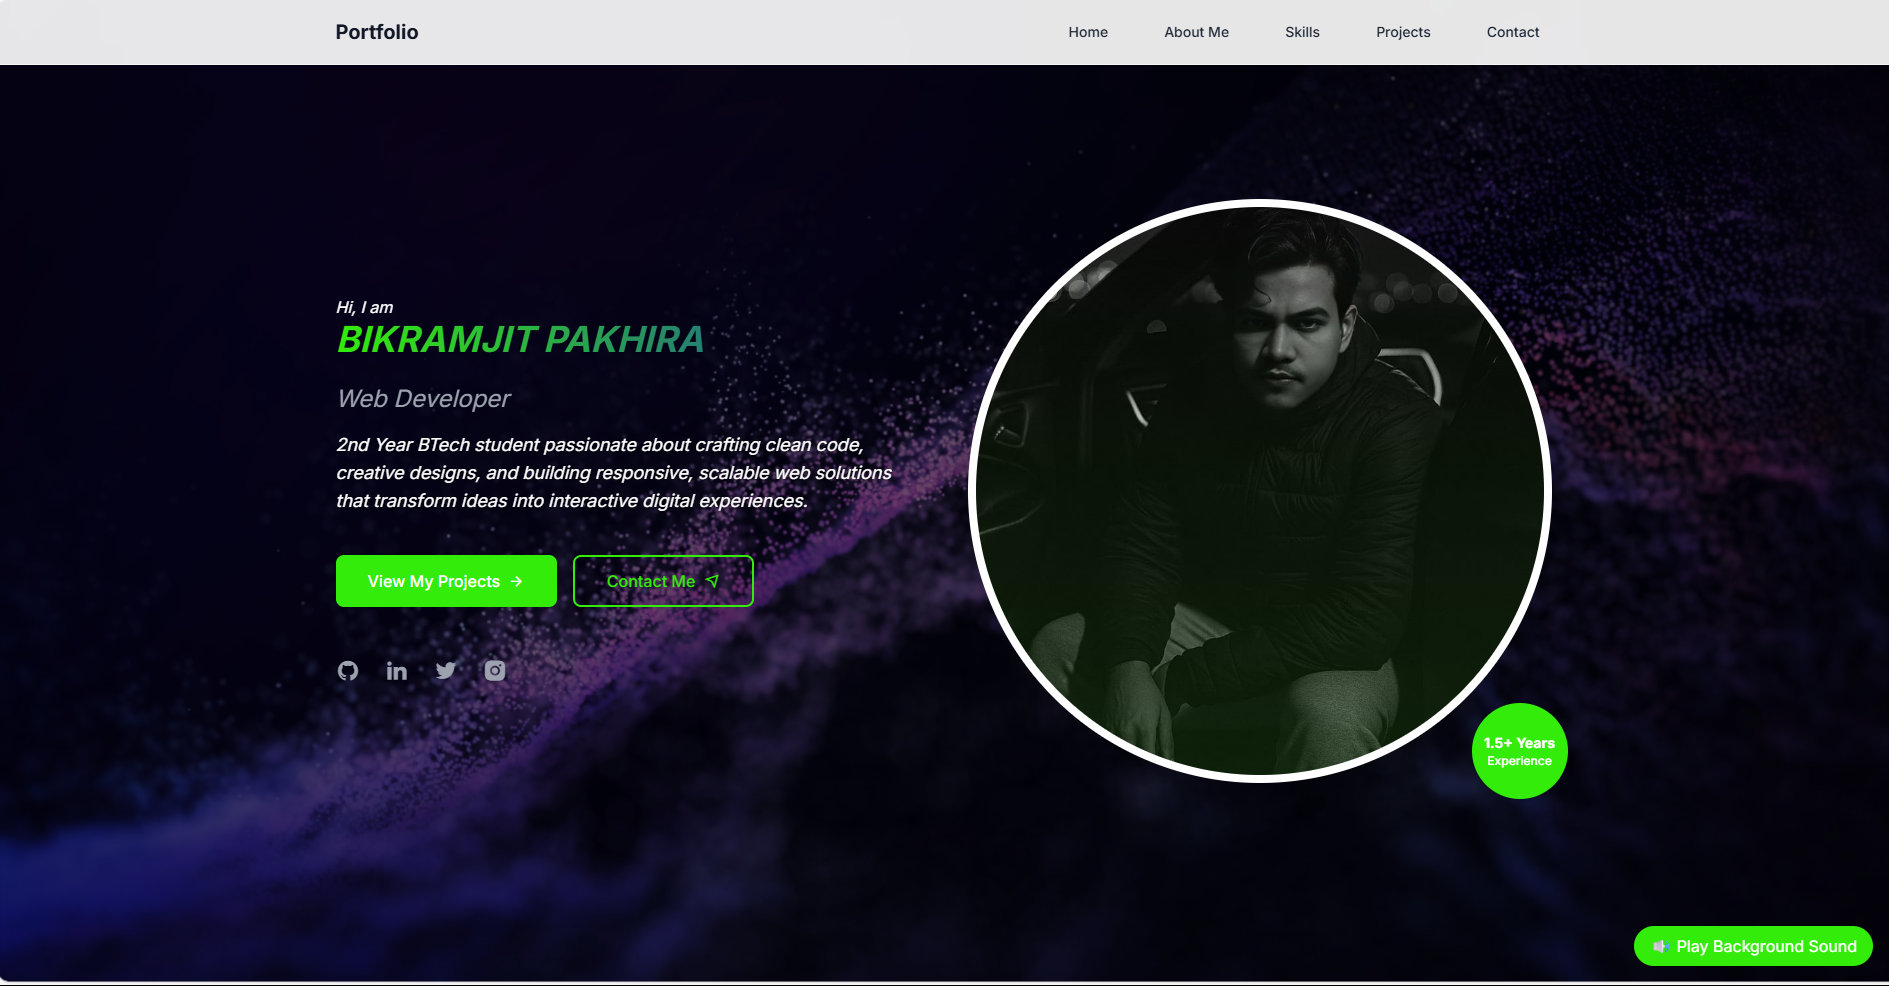 Portfolio
Home
About Me
Skills
Projects
Contact
Hi, I am
BIKRAMJIT PAKHIRA
Web Developer
2nd Year BTech student passionate about crafting clean code,
creative designs, and building responsive, scalable web solutions
that transform ideas into interactive digital experiences.
View My Projects →
Contact Me
in
1.5+ Years
Experience
Play Background Sound